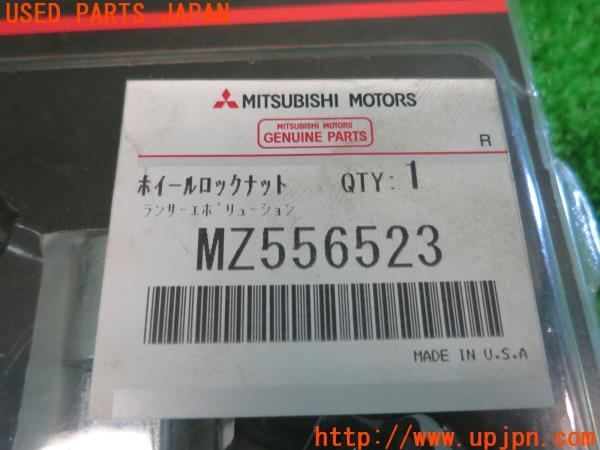 USED PARTS JAPAN
MITSUBISHI MOTORS
MITSUBISHI MOTORS
GENUINE PARTS
R
ホイールロックナット QTY: 1
ランサーエボリューション
MZ556523
MADE IN U.S.A
http://www.upjpn.com/